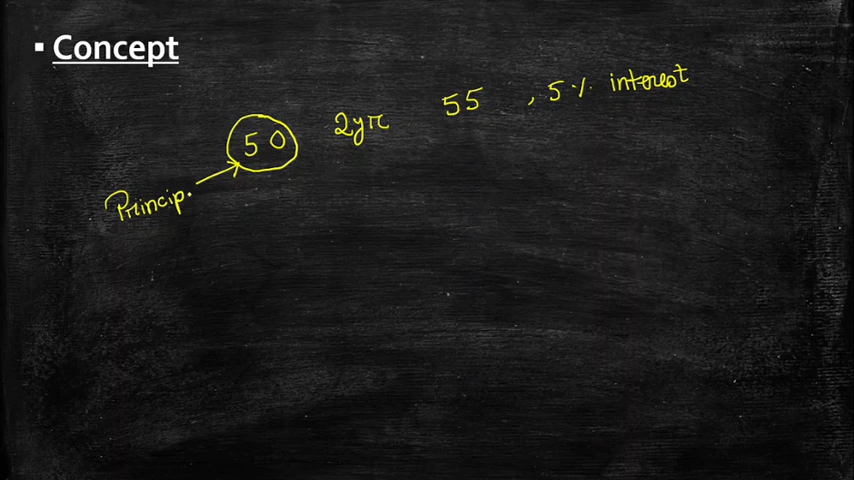 ▪ Concept
50 2yr 55 , 5% interest
Princip.